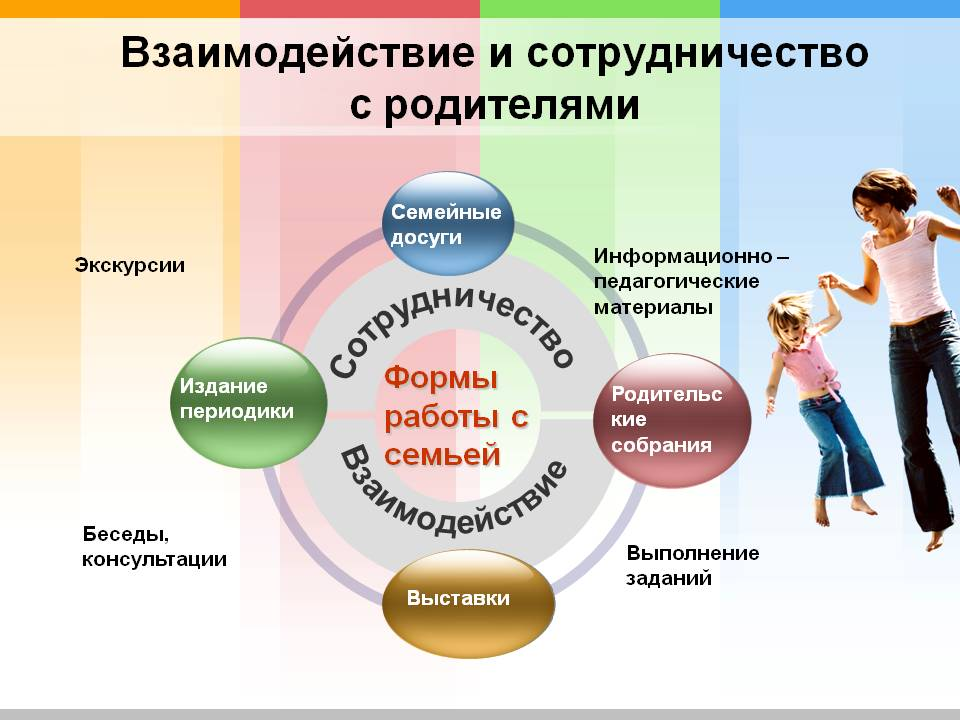 Взаимодействие и сотрудничество
с родителями
Семейные
досуги
Экскурсии
Информационно –
педагогические
материалы
Сотрудничество
Издание
периодики
Формы
работы с
семьей
Родительс
кие
собрания
Взаимодействие
Беседы,
консультации
Выполнение
заданий
Выставки